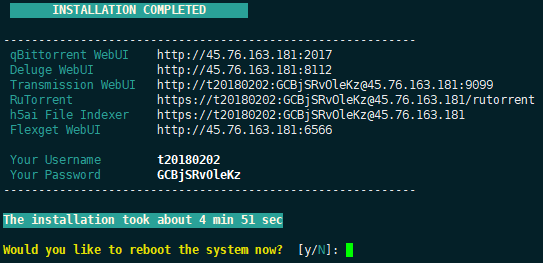 INSTALLATION COMPLETED
-----------------------------------------------------------
qBittorrent WebUI http://45.76.163.181:2017
Deluge WebUI http://45.76.163.181:8112
Transmission WebUI http://t20180202:GCBjSRvOleKz@45.76.163.181:9099
RuTorrent https://t20180202:GCBjSRvOleKz@45.76.163.181/rutorrent
h5ai File Indexer https://t20180202:GCBjSRvOleKz@45.76.163.181
Flexget WebUI http://45.76.163.181:6566
Your Username t20180202
Your Password GCBjSRvOleKz
-----------------------------------------------------------
The installation took about 4 min 51 sec
Would you like to reboot the system now? [y/N]: